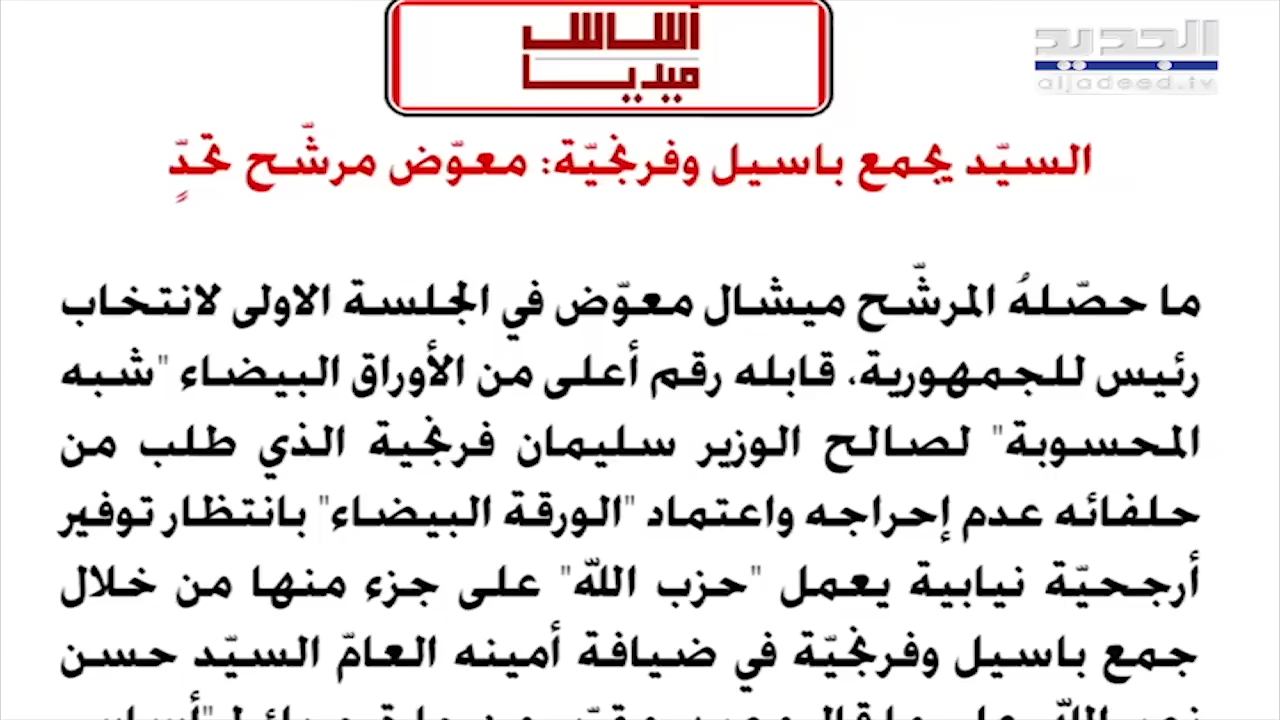 أساس
ميديا
الجديد
aljadeed.tv
السيّد يجمع باسيل وفرنجيّة: معوّض مرشّح تحدٍّ
ما حصّلهُ المرشّح ميشال معوّض في الجلسة الاولى لانتخاب
رئيس للجمهورية، قابله رقم أعلى من الأوراق البيضاء "شبه
المحسوبة" لصالح الوزير سليمان فرنجية الذي طلب من
حلفائه عدم إحراجه واعتماد "الورقة البيضاء" بانتظار توفير
أرجحيّة نيابية يعمل "حزب اللّه" على جزء منها من خلال
جمع باسيل وفرنجيّة في ضيافة أمينه العامّ السيّد حسن